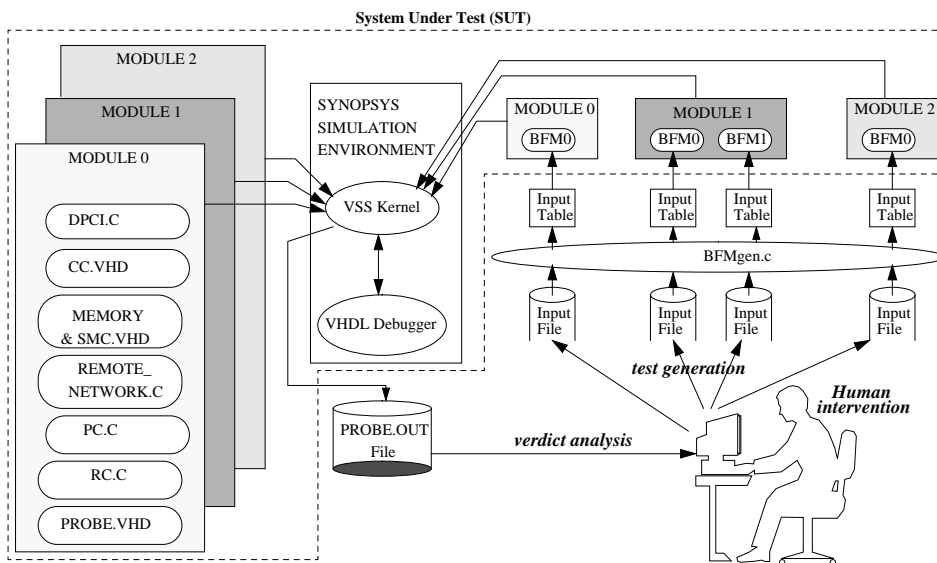 System Under Test (SUT)
MODULE 2
MODULE 1
MODULE 0
DPCI.C
CC.VHD
MEMORY
& SMC.VHD
REMOTE_
NETWORK.C
PC.C
RC.C
PROBE.VHD
SYNOPSYS
SIMULATION
ENVIRONMENT
VSS Kernel
VHDL Debugger
PROBE.OUT
File
MODULE 0
BFM0
MODULE 1
BFM0
BFM1
MODULE 2
BFM0
Input
Table
Input
Table
Input
Table
Input
Table
BFMgen.c
Input
File
Input
File
Input
File
Input
File
test generation
Human
intervention
verdict analysis